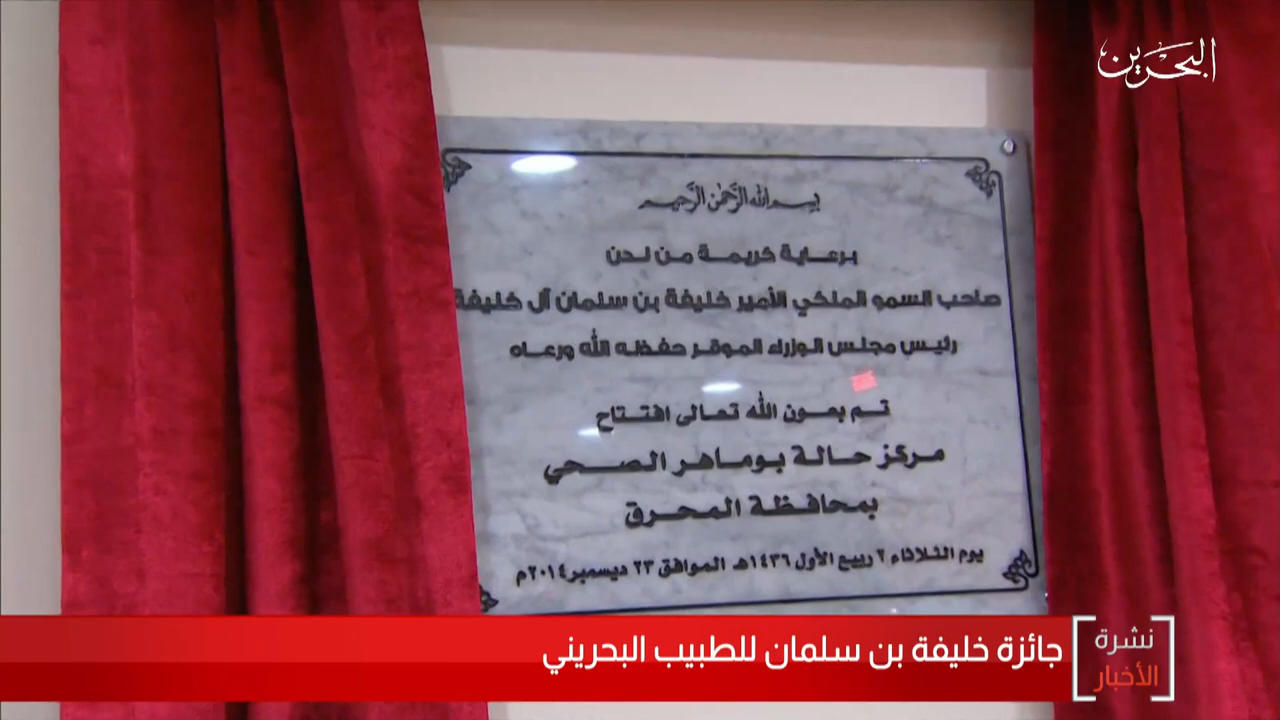 البحرين
بسم الله الرحمن الرحيم
برعاية كريمة من لدن
صاحب السمو الملكي الأمير خليفة بن سلمان آل خليفة
رئيس مجلس الوزراء الموقر حفظه الله ورعاه
تم بعون الله تعالى افتتاح
مركز حالة بوماهر الصحي
بمحافظة المحرق
يوم الثلاثاء ٢ ربيع الأول ١٤٣٦هـ الموافق ٢٣ ديسمبر ٢٠١٤م
نشرة
الأخبار
جائزة خليفة بن سلمان للطبيب البحريني